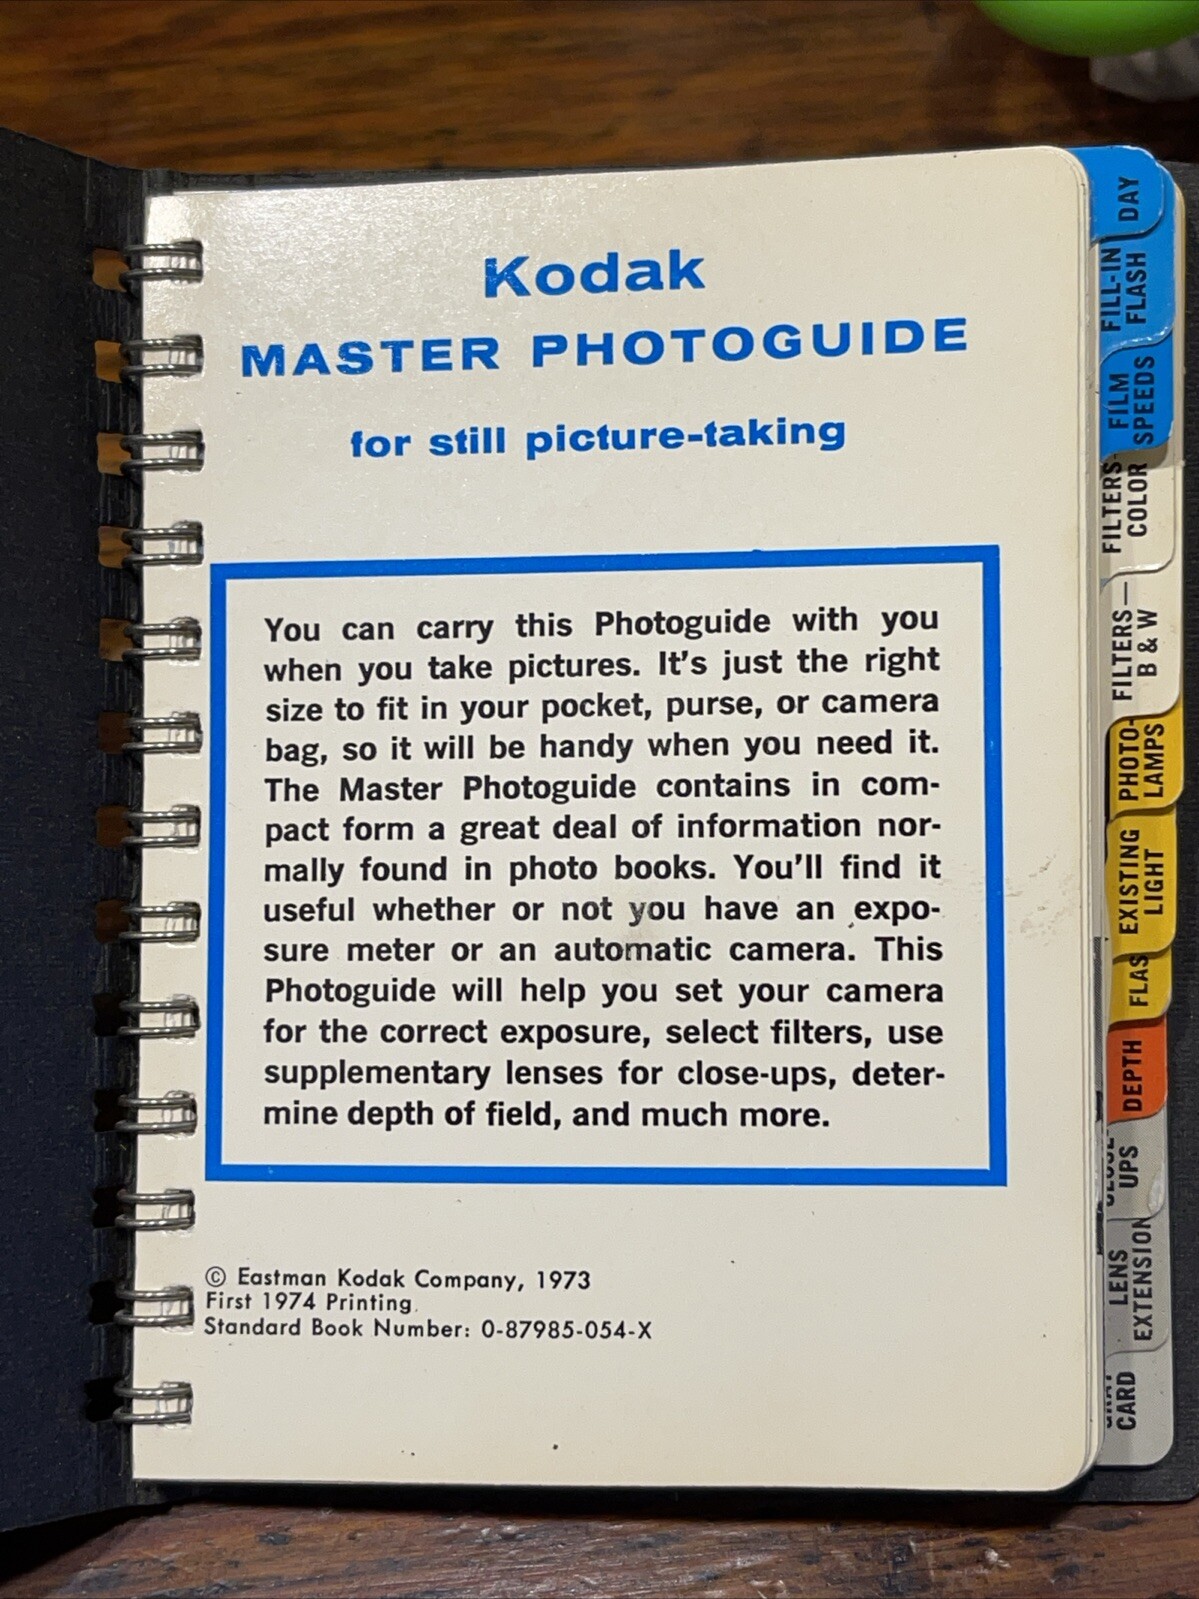 Kodak
MASTER PHOTOGUIDE
for still picture-taking
You can carry this Photoguide with you
when you take pictures. It's just the right
size to fit in your pocket, purse, or camera
bag, so it will be handy when you need it.
The Master Photoguide contains in com-
pact form a great deal of information nor-
mally found in photo books. You'll find it
useful whether or not you have an expo-
sure meter or an automatic camera. This
Photoguide will help you set your camera
for the correct exposure, select filters, use
supplementary lenses for close-ups, deter-
mine depth of field, and much more.
© Eastman Kodak Company, 1973
First 1974 Printing
Standard Book Number: 0-87985-054-X
DAY
FILL-IN
FLASH
FILM
SPEEDS
FILTERS-
COLOR
FILTERS—
B & W
PHOTO-
LAMPS
EXISTING
LIGHT
FLAS
DEPTH
UPS
LENS
EXTENSION
CARD